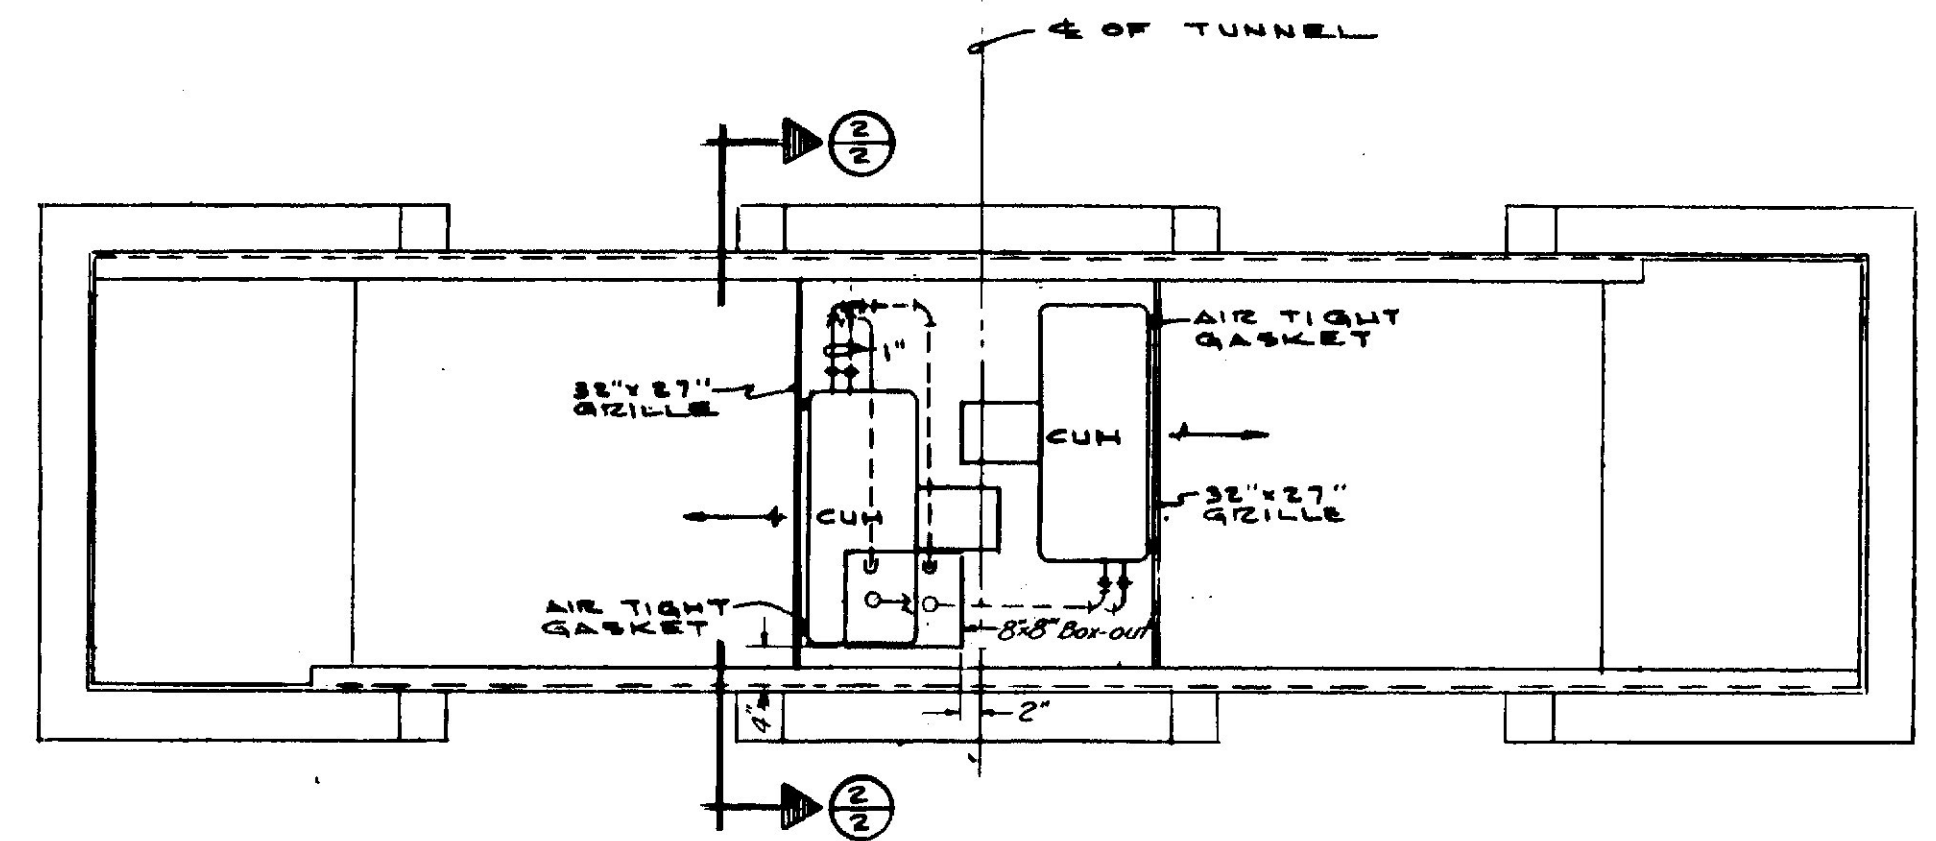 ℄ OF TUNNEL
2
2
AIR TIGHT
GASKET
1"
32"x27"
GRILLE
CUH
32"x27"
GRILLE
CUH
AIR TIGHT
GASKET
8"x8" Box-out
4"
2"
2
2